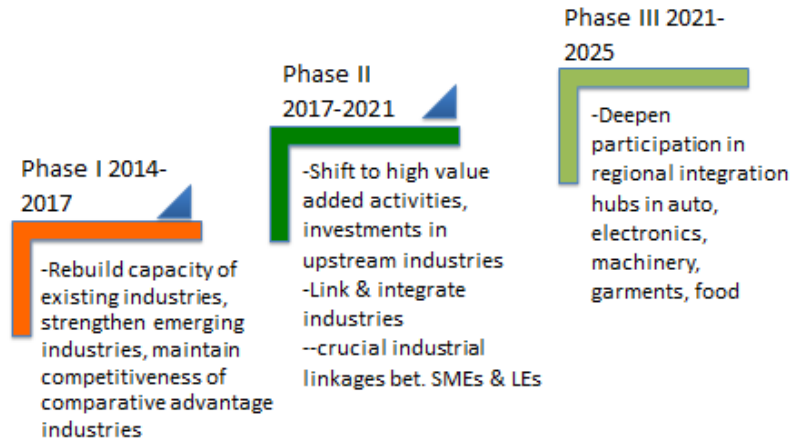 Phase I 2014-
2017
-Rebuild capacity of
existing industries,
strengthen emerging
industries, maintain
competitiveness of
comparative advantage
industries
Phase II
2017-2021
-Shift to high value
added activities,
investments in
upstream industries
-Link & integrate
industries
--crucial industrial
linkages bet. SMEs & LEs
Phase III 2021-
2025
-Deepen
participation in
regional integration
hubs in auto,
electronics,
machinery,
garments, food